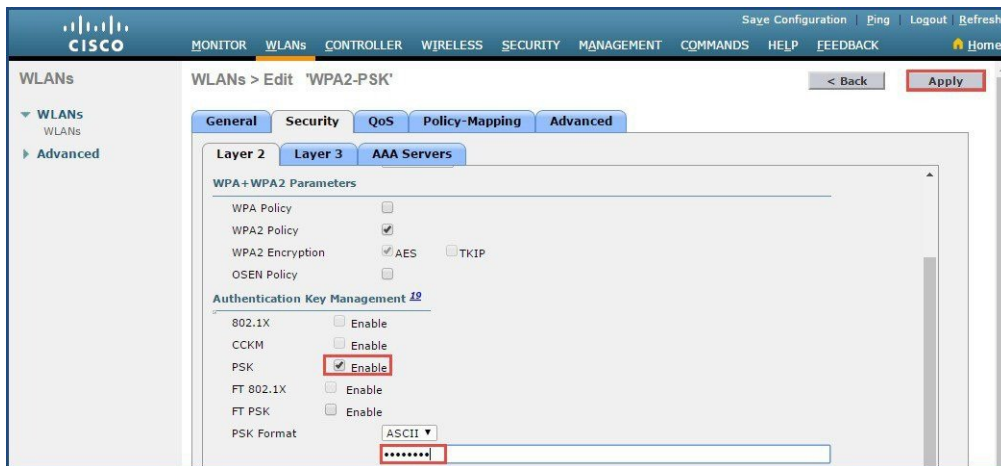 Save Configuration | Ping | Logout | Refresh
CISCO
MONITOR WLANs CONTROLLER WIRELESS SECURITY MANAGEMENT COMMANDS HELP FEEDBACK Home
WLANs
WLANs > Edit 'WPA2-PSK'
< Back
Apply
WLANs
WLANs
Advanced
General Security QoS Policy-Mapping Advanced
Layer 2 Layer 3 AAA Servers
WPA+WPA2 Parameters
WPA Policy
WPA2 Policy
WPA2 Encryption AES TKIP
OSEN Policy
Authentication Key Management 19
802.1X Enable
CCKM Enable
PSK Enable
FT 802.1X Enable
FT PSK Enable
PSK Format ASCII
••••••••